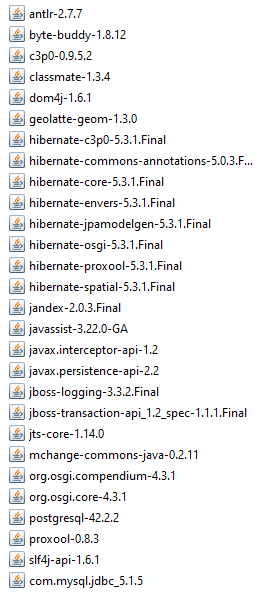 antlr-2.7.7
byte-buddy-1.8.12
c3p0-0.9.5.2
classmate-1.3.4
dom4j-1.6.1
geolatte-geom-1.3.0
hibernate-c3p0-5.3.1.Final
hibernate-commons-annotations-5.0.3.F...
hibernate-core-5.3.1.Final
hibernate-envers-5.3.1.Final
hibernate-jpamodelgen-5.3.1.Final
hibernate-osgi-5.3.1.Final
hibernate-proxool-5.3.1.Final
hibernate-spatial-5.3.1.Final
jandex-2.0.3.Final
javassist-3.22.0-GA
javax.interceptor-api-1.2
javax.persistence-api-2.2
jboss-logging-3.3.2.Final
jboss-transaction-api_1.2_spec-1.1.1.Final
jts-core-1.14.0
mchange-commons-java-0.2.11
org.osgi.compendium-4.3.1
org.osgi.core-4.3.1
postgresql-42.2.2
proxool-0.8.3
slf4j-api-1.6.1
com.mysql.jdbc_5.1.5